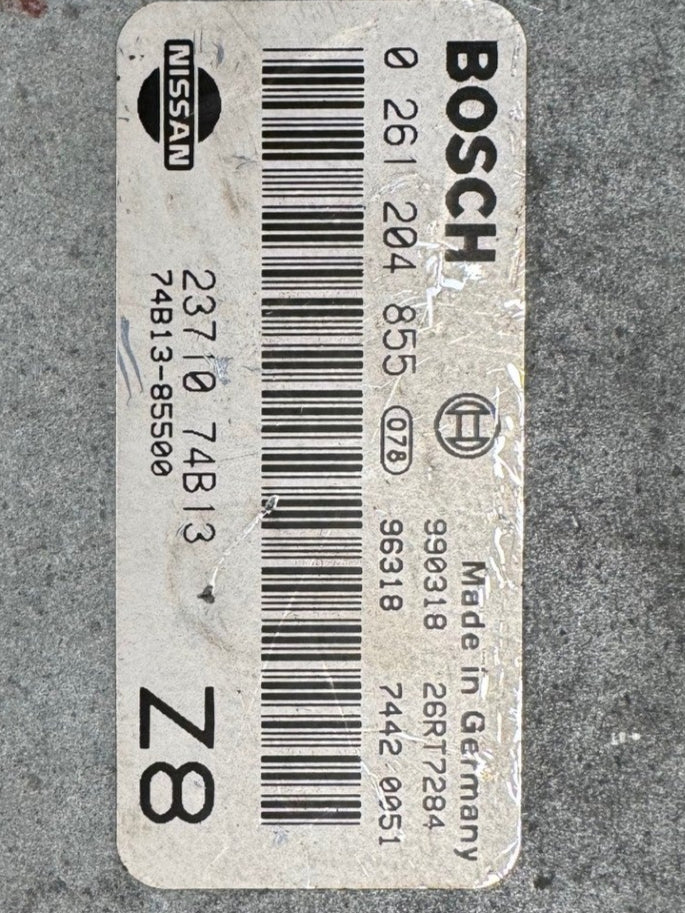 BOSCH
Made in Germany
990318 26RT7284
0 261 204 855 078 96318 7442 0051
NISSAN
23710 74B13
74B13-85500
Z8